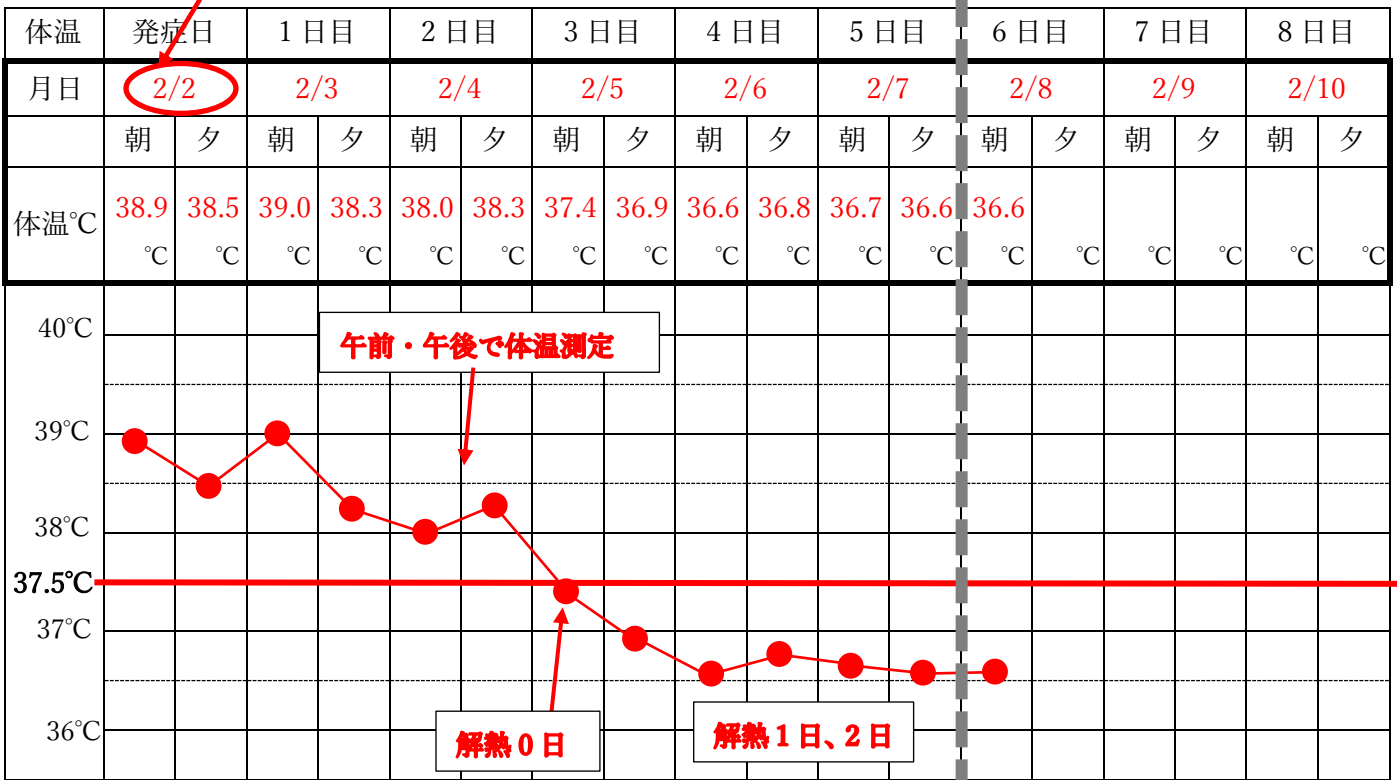 体温 発症日 1日目 2日目 3日目 4日目 5日目 6日目 7日目 8日目
月日 2/2 2/3 2/4 2/5 2/6 2/7 2/8 2/9 2/10
朝 夕 朝 夕 朝 夕 朝 夕 朝 夕 朝 夕 朝 夕 朝 夕 朝 夕
体温℃ 38.9 38.5 39.0 38.3 38.0 38.3 37.4 36.9 36.6 36.8 36.7 36.6 36.6
℃ ℃ ℃ ℃ ℃ ℃ ℃ ℃ ℃ ℃ ℃ ℃ ℃ ℃ ℃ ℃ ℃ ℃
40℃
午前・午後で体温測定
39℃
38℃
37.5℃
37℃
36℃
解熱0日
解熱1日、2日